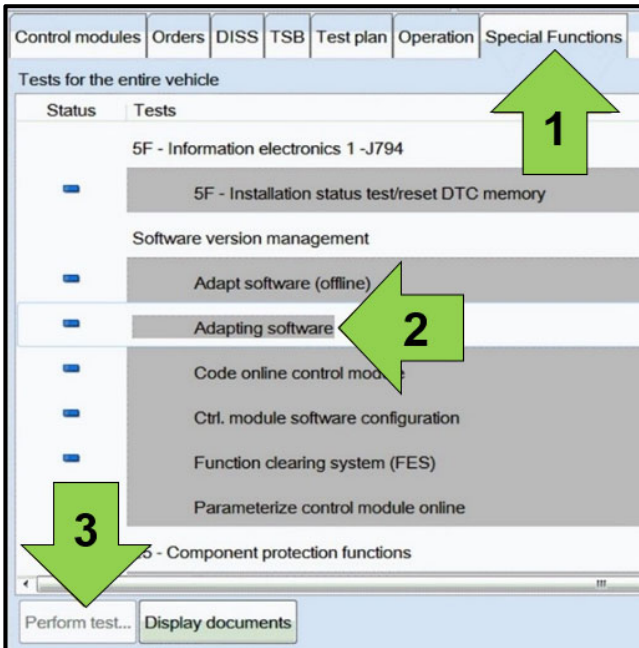 Control modules Orders DISS TSB Test plan Operation Special Functions
Tests for the entire vehicle
Status Tests
1
5F - Information electronics 1 -J794
5F - Installation status test/reset DTC memory
Software version management
Adapt software (offline)
Adapting software
2
Code online control module
Ctrl. module software configuration
Function clearing system (FES)
Parameterize control module online
3
5 - Component protection functions
Perform test... Display documents